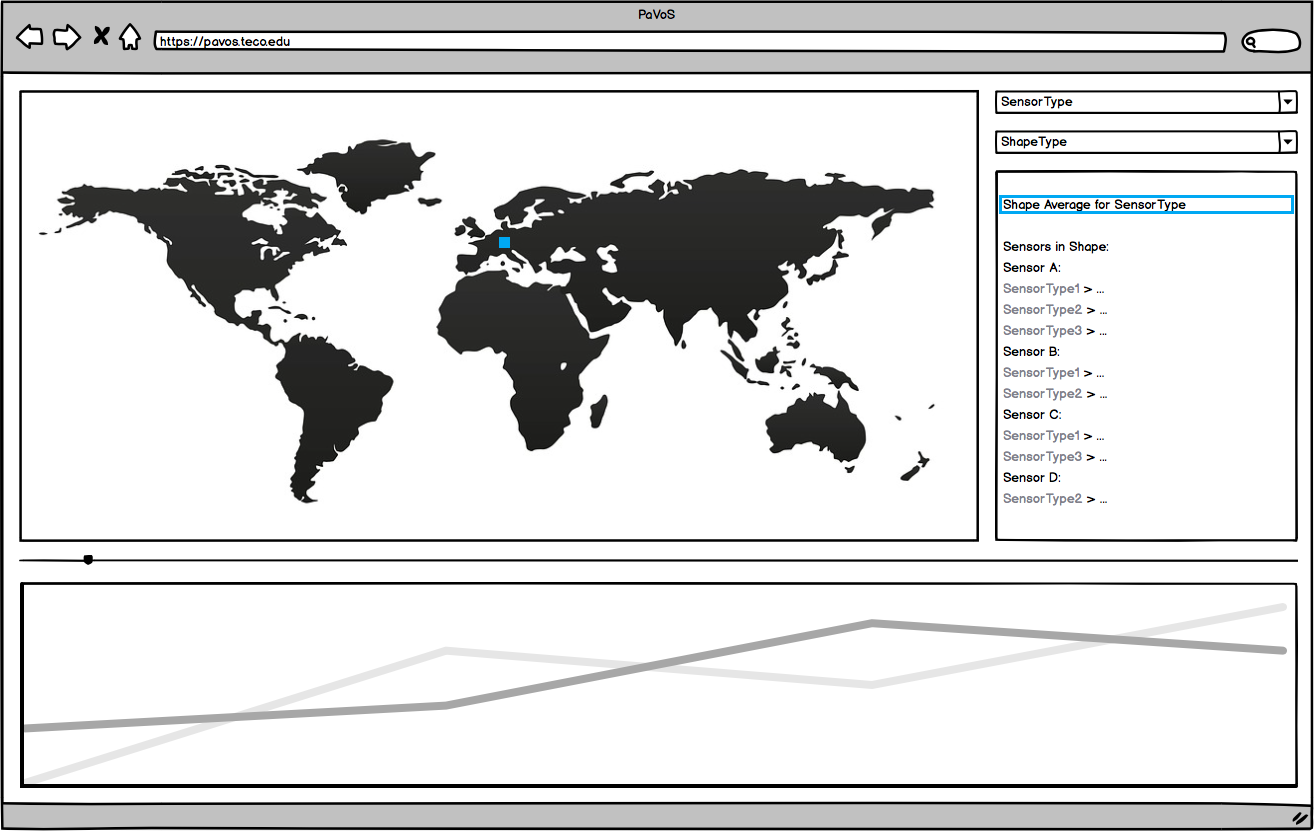 PaVoS
https://pavos.teco.edu
SensorType
ShapeType
Shape Average for SensorType
Sensors in Shape:
Sensor A:
SensorType1 > ...
SensorType2 > ...
SensorType3 > ...
Sensor B:
SensorType1 > ...
SensorType2 > ...
Sensor C:
SensorType1 > ...
SensorType3 > ...
Sensor D:
SensorType2 > ...